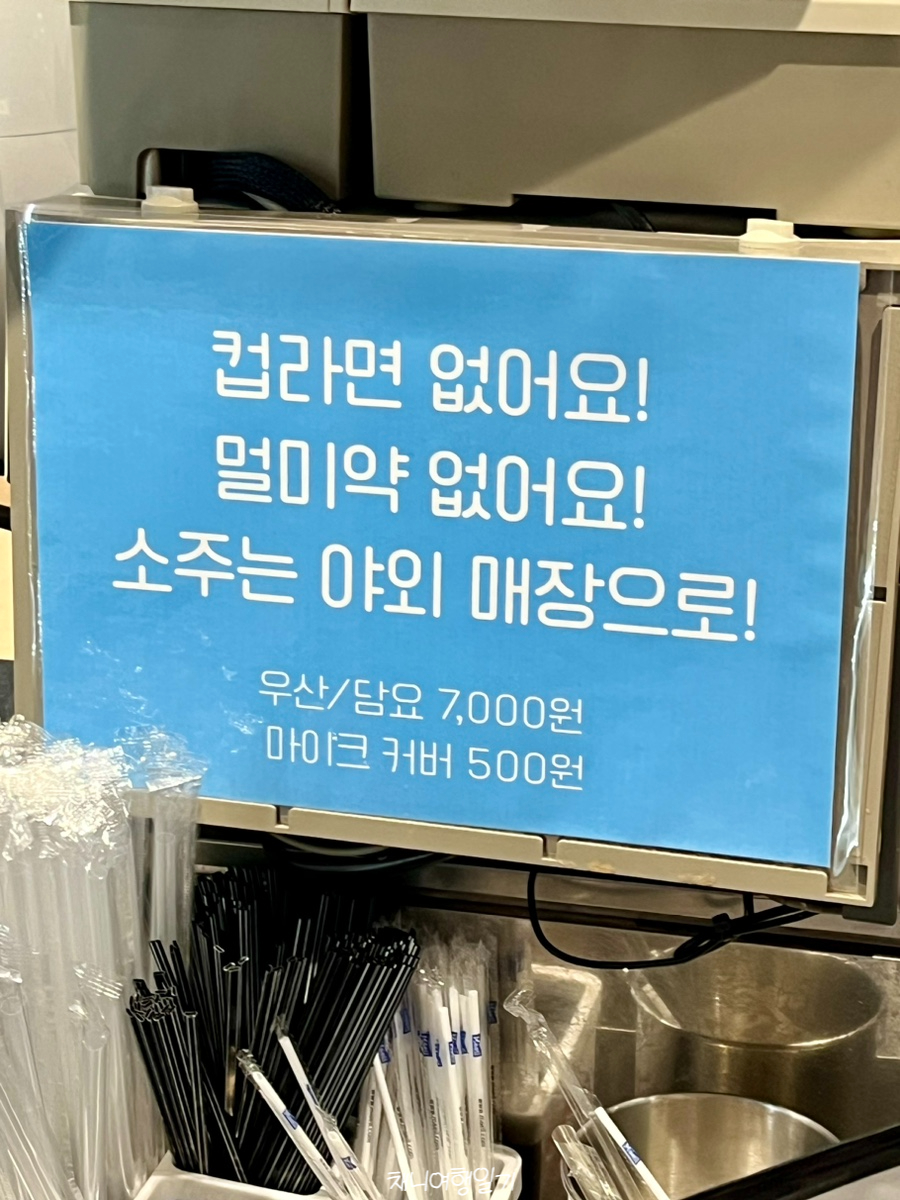 컵라면 없어요!
멀미약 없어요!
소주는 야외 매장으로!
우산/담요 7,000원
마이크 커버 500원